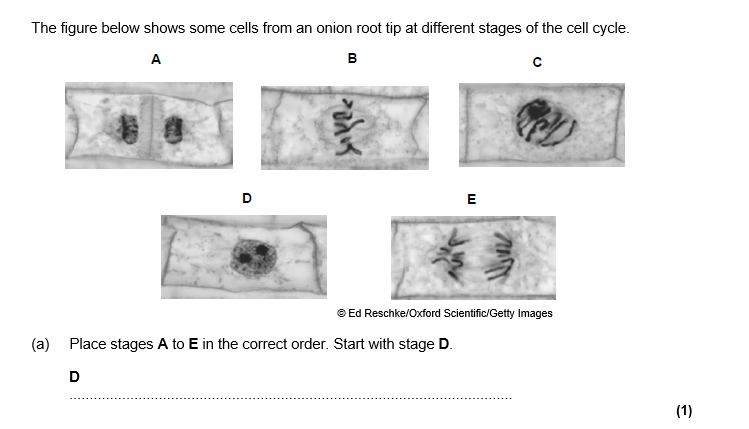 The figure below shows some cells from an onion root tip at different stages of the cell cycle.
A B C
D E
© Ed Reschke/Oxford Scientific/Getty Images
(a) Place stages A to E in the correct order. Start with stage D.
D
(1)